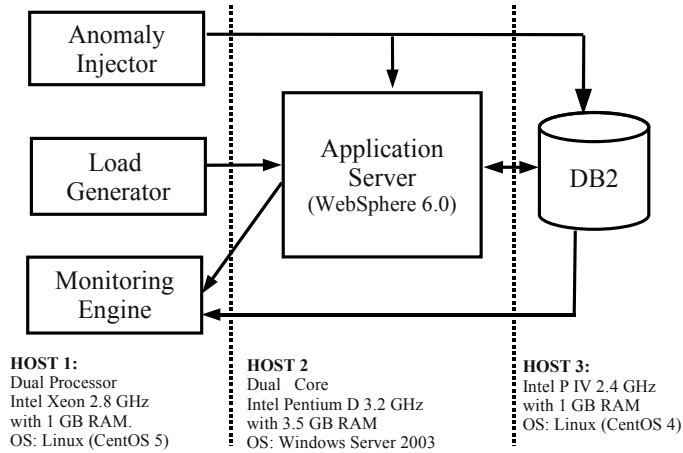 Anomaly
Injector
Load
Generator
Application
Server
(WebSphere 6.0)
DB2
Monitoring
Engine
HOST 1:
Dual Processor
Intel Xeon 2.8 GHz
with 1 GB RAM.
OS: Linux (CentOS 5)
HOST 2
Dual Core
Intel Pentium D 3.2 GHz
with 3.5 GB RAM
OS: Windows Server 2003
HOST 3:
Intel P IV 2.4 GHz
with 1 GB RAM
OS: Linux (CentOS 4)